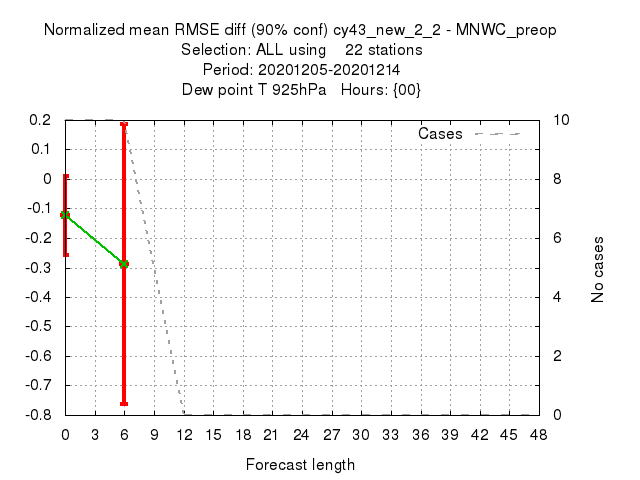 Normalized mean RMSE diff (90% conf) cy43_new_2_2 - MNWC_preop
Selection: ALL using 22 stations
Period: 20201205-20201214
Dew point T 925hPa Hours: {00}
Cases
0.2
0.1
0
-0.1
-0.2
-0.3
-0.4
-0.5
-0.6
-0.7
-0.8
10
8
6
4
2
0
No cases
0 3 6 9 12 15 18 21 24 27 30 33 36 39 42 45 48
Forecast length